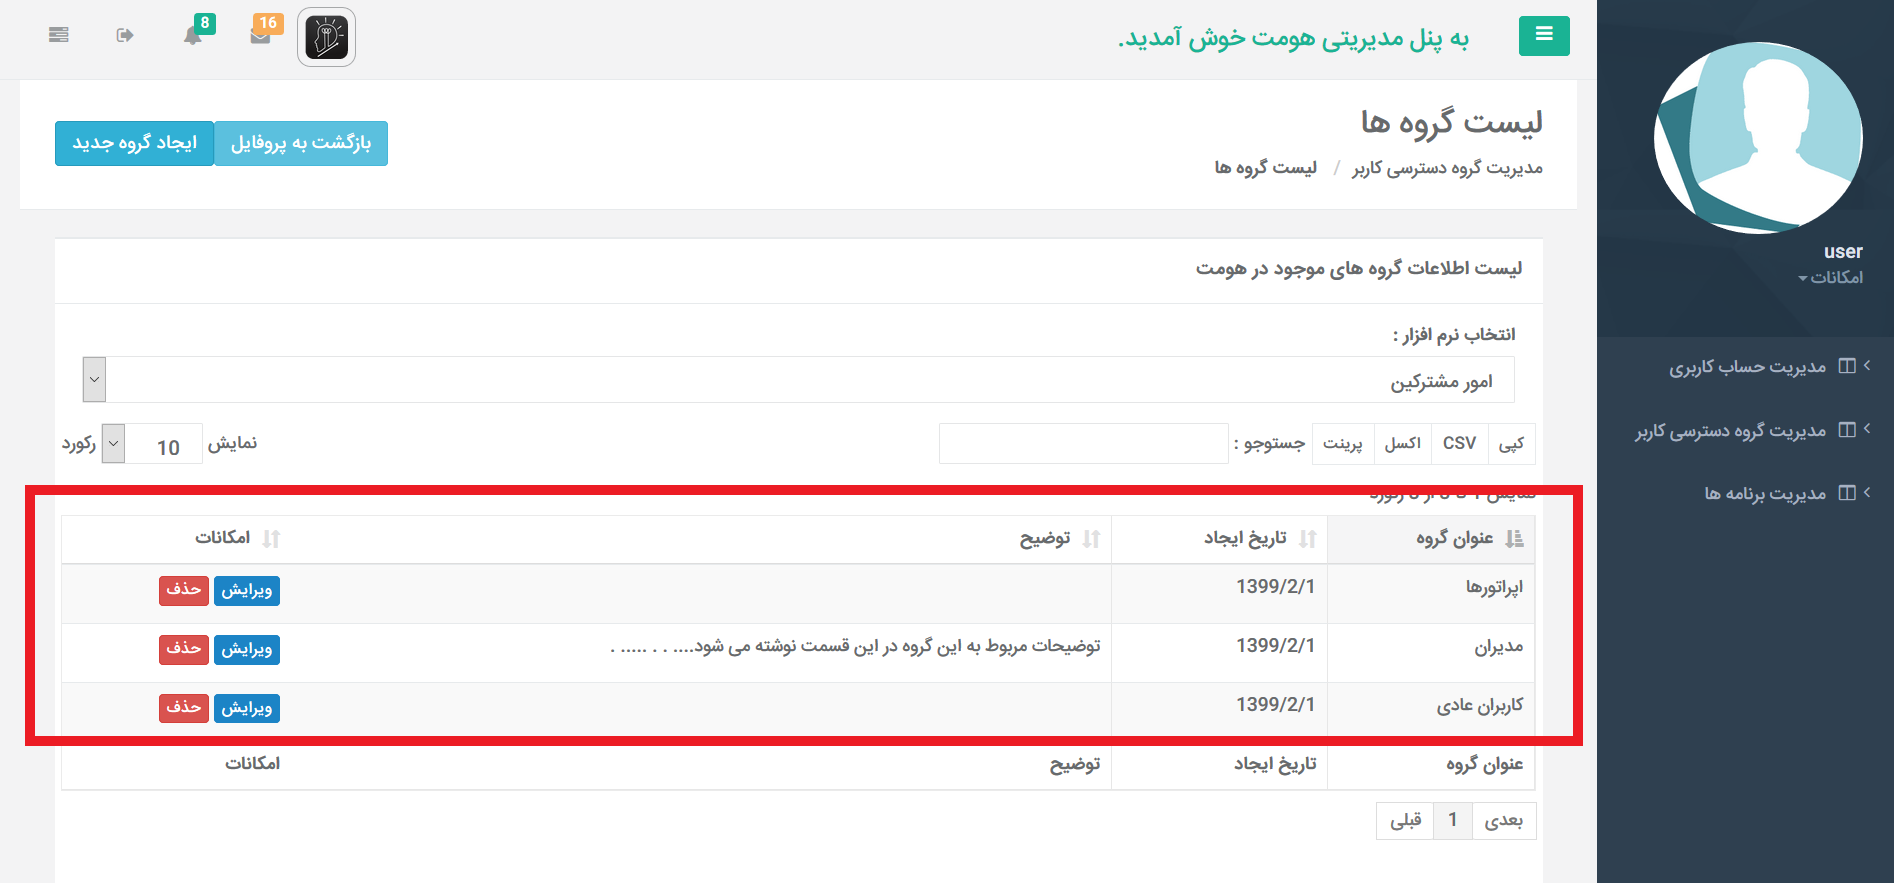 به پنل مدیریتی هومت خوش آمدید.
16
8
user
امکانات
مدیریت حساب کاربری
مدیریت گروه دسترسی کاربر
مدیریت برنامه ها
لیست گروه ها
مدیریت گروه دسترسی کاربر / لیست گروه ها
بازگشت به پروفایل
ایجاد گروه جدید
لیست اطلاعات گروه های موجود در هومت
انتخاب نرم افزار :
امور مشترکین
کپی CSV اکسل پرینت جستوجو : نمایش 10 رکورد
عنوان گروه تاریخ ایجاد توضیح امکانات
اپراتورها 1399/2/1 ویرایش حذف
مدیران 1399/2/1 توضیحات مربوط به این گروه در این قسمت نوشته می شود.... . . ..... . ویرایش حذف
کاربران عادی 1399/2/1 ویرایش حذف
عنوان گروه تاریخ ایجاد توضیح امکانات
بعدی 1 قبلی